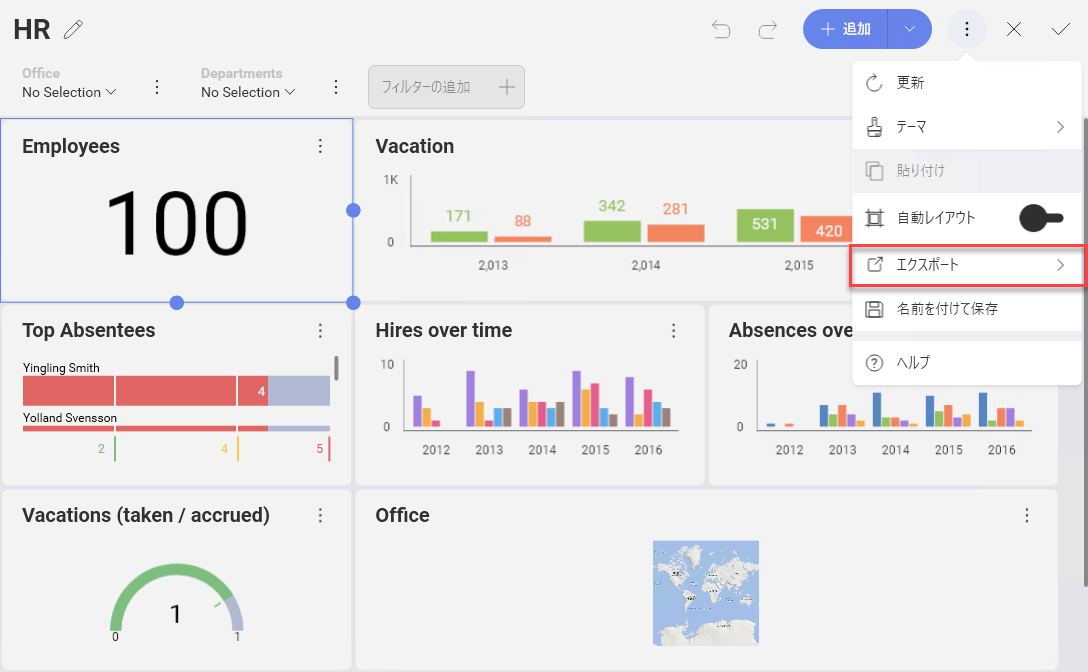 HR
追加
Office
No Selection
Departments
No Selection
フィルターの追加
更新
テーマ
貼り付け
自動レイアウト
エクスポート
名前を付けて保存
ヘルプ
Employees
100
Vacation
1K
0
171
88
342
281
531
420
2,013
2,014
2,015
Top Absentees
Yingling Smith
4
Yolland Svensson
2
4
5
Hires over time
10
0
2012
2013
2014
2015
2016
Absences ove
20
0
2012
2013
2014
2015
2016
Vacations (taken / accrued)
1
0
1
Office